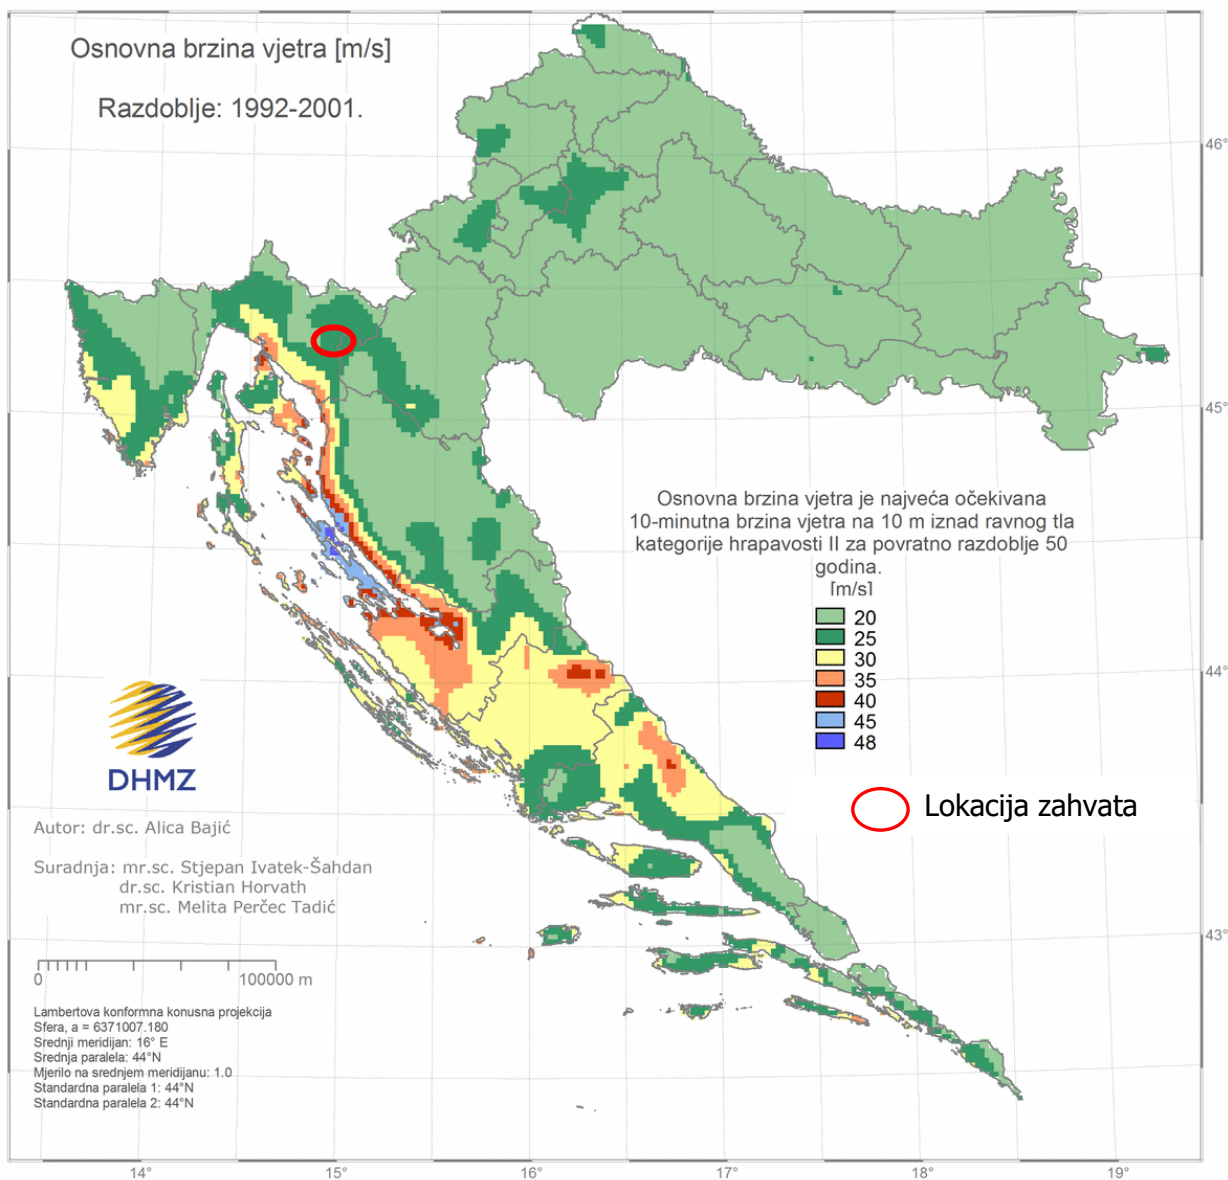 Osnovna brzina vjetra [m/s]
Razdoblje: 1992-2001.
46°
45°
Osnovna brzina vjetra je najveća očekivana
10-minutna brzina vjetra na 10 m iznad ravnog tla
kategorije hrapavosti II za povratno razdoblje 50
godina.
[m/s]
20
25
30
35
40
45
48
44°
DHMZ
Lokacija zahvata
Autor: dr.sc. Alica Bajić
Suradnja: mr.sc. Stjepan Ivatek-Šahdan
dr.sc. Kristian Horvath
mr.sc. Melita Perčec Tadić
43°
0 100000 m
Lambertova konformna konusna projekcija
Sfera, a = 6371007.180
Srednji meridijan: 16° E
Srednja paralela: 44°N
Mjerilo na srednjem meridijanu: 1.0
Standardna paralela 1: 44°N
Standardna paralela 2: 44°N
14° 15° 16° 17° 18° 19°